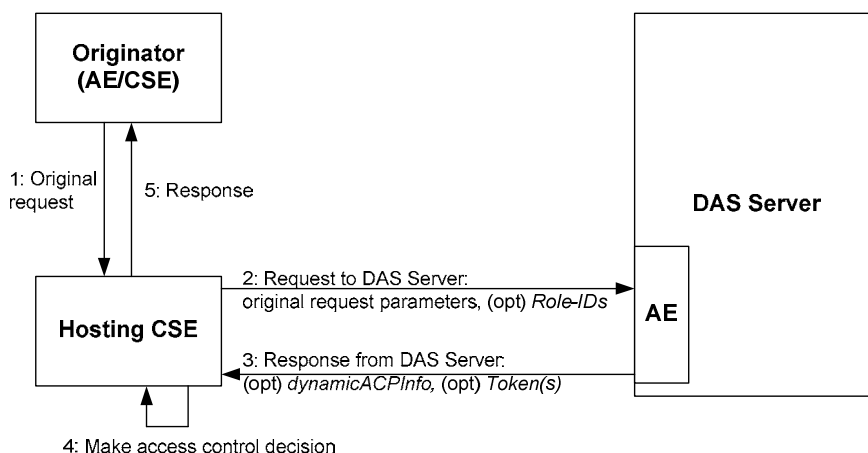 Originator
(AE/CSE)
1: Original
request
5: Response
DAS Server
2: Request to DAS Server:
original request parameters, (opt) Role-IDs
Hosting CSE
AE
3: Response from DAS Server:
(opt) dynamicACPInfo, (opt) Token(s)
4: Make access control decision